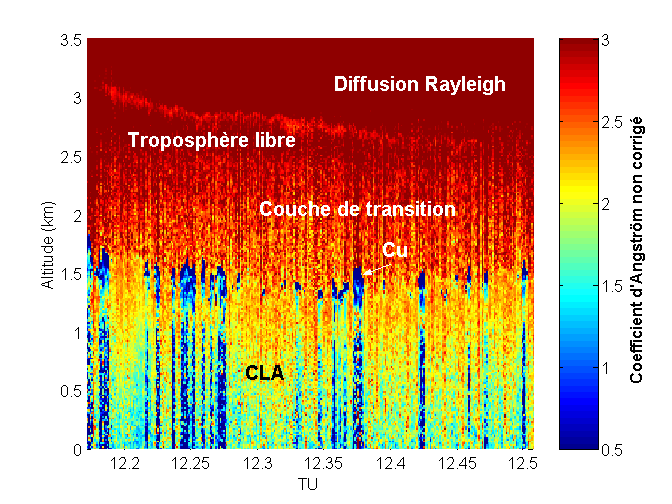 3.5
3
2.5
2
1.5
1
0.5
0
Altitude (km)
Diffusion Rayleigh
Troposphère libre
Couche de transition
Cu
CLA
12.2
12.25
12.3
12.35
12.4
12.45
12.5
TU
3
2.5
2
1.5
1
0.5
Coefficient d'Angström non corrigé